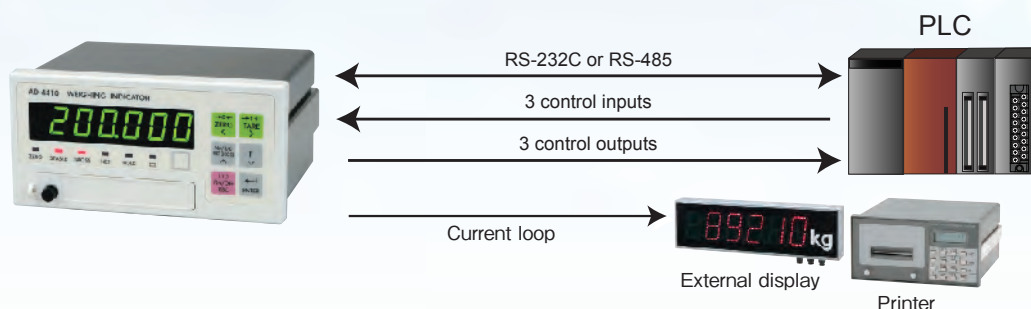 PLC
RS-232C or RS-485
AD-4410 WEIGHING INDICATOR
3 control inputs
200.000
ZERO
TARE
3 control outputs
ENTER
Current loop
89210 kg
External display
Printer